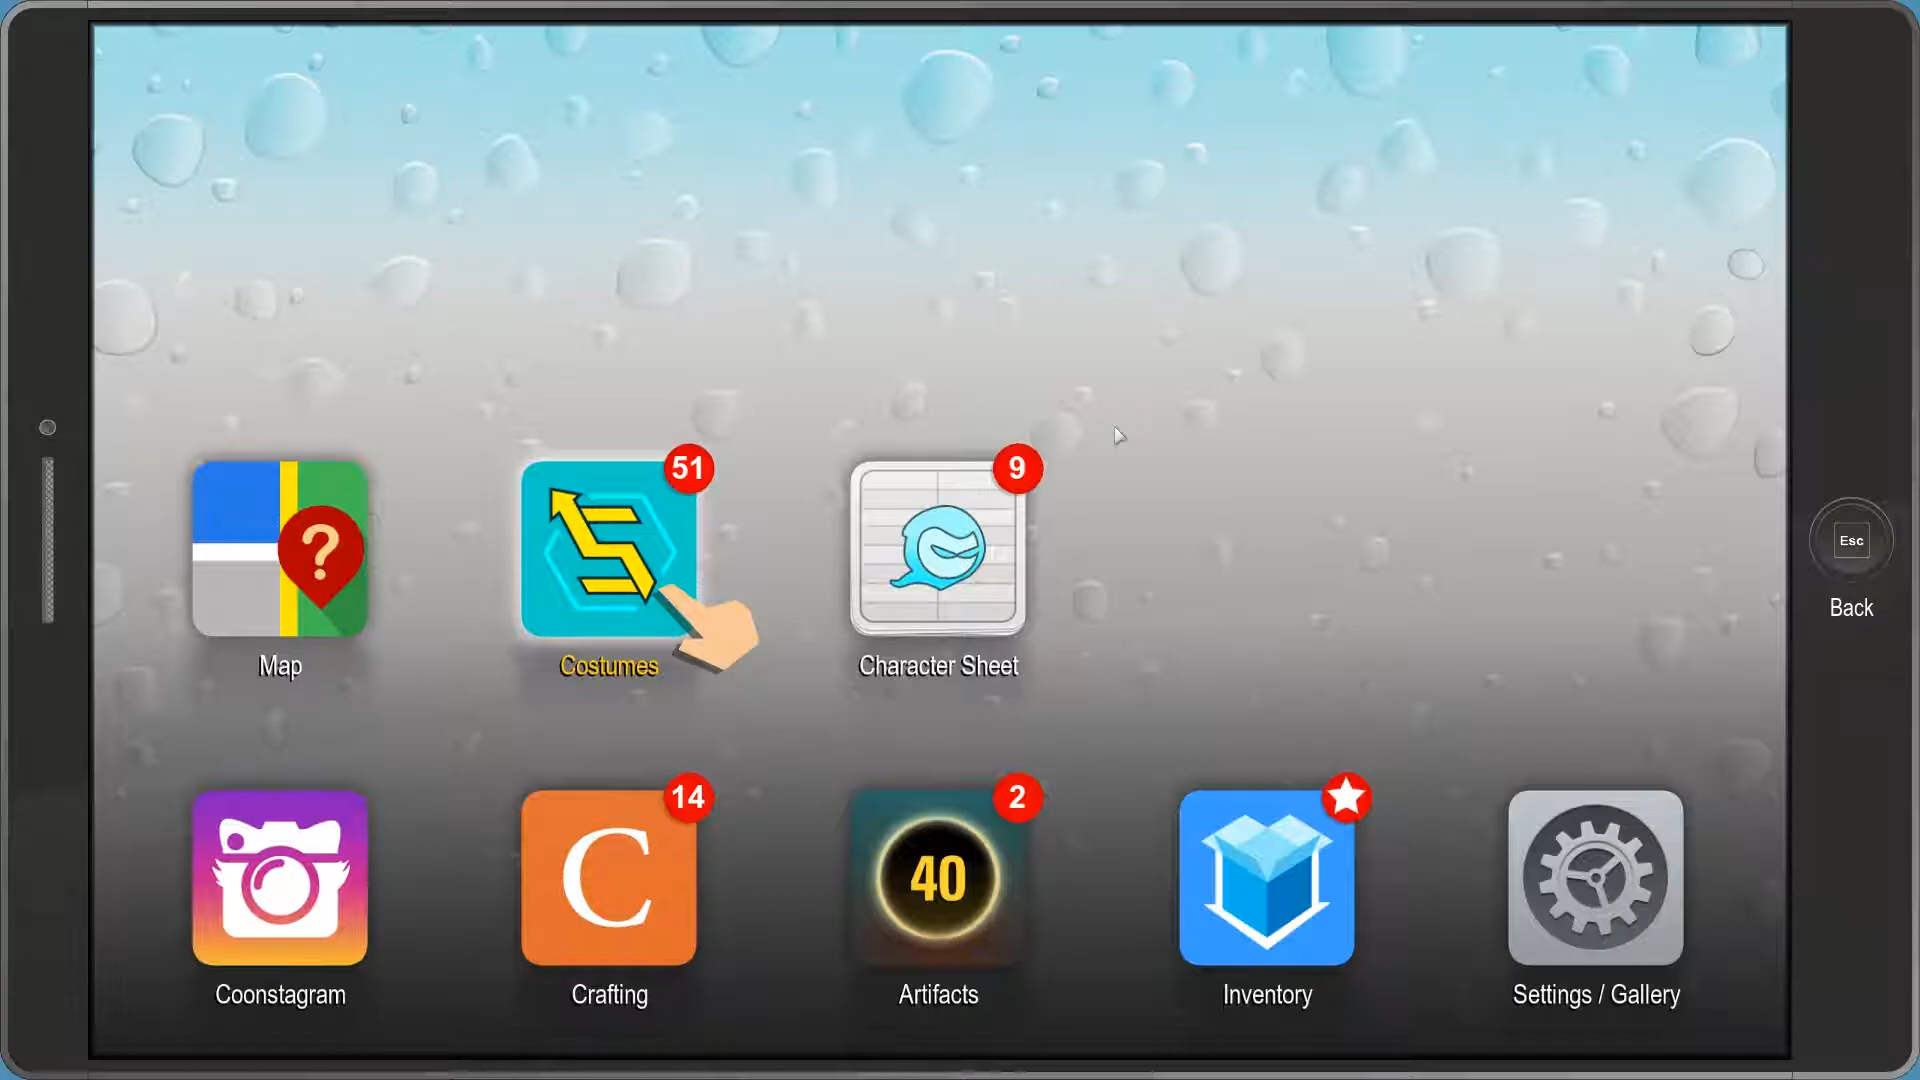 51
9
?
Esc
Back
Map
Costumes
Character Sheet
14
2
C
40
Coonstagram
Crafting
Artifacts
Inventory
Settings / Gallery